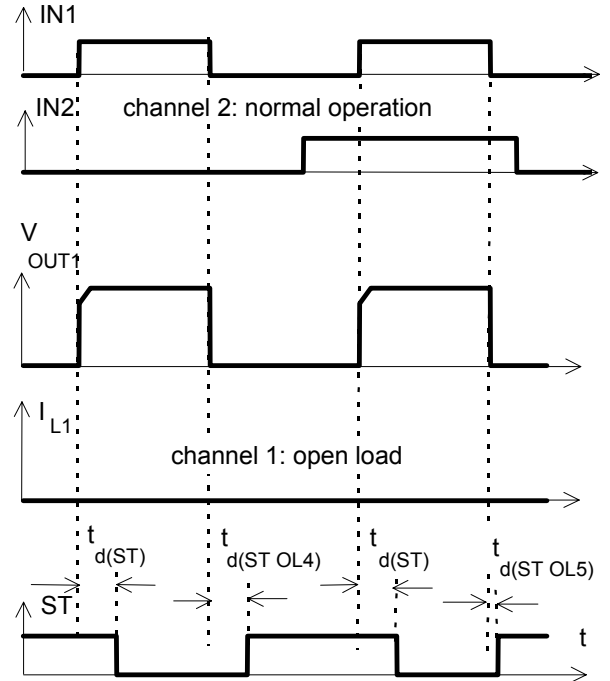 IN1
IN2
channel 2: normal operation
V
OUT1
I
L1
channel 1: open load
t
d(ST)
t
d(ST OL4)
t
d(ST)
t
d(ST OL5)
ST
t